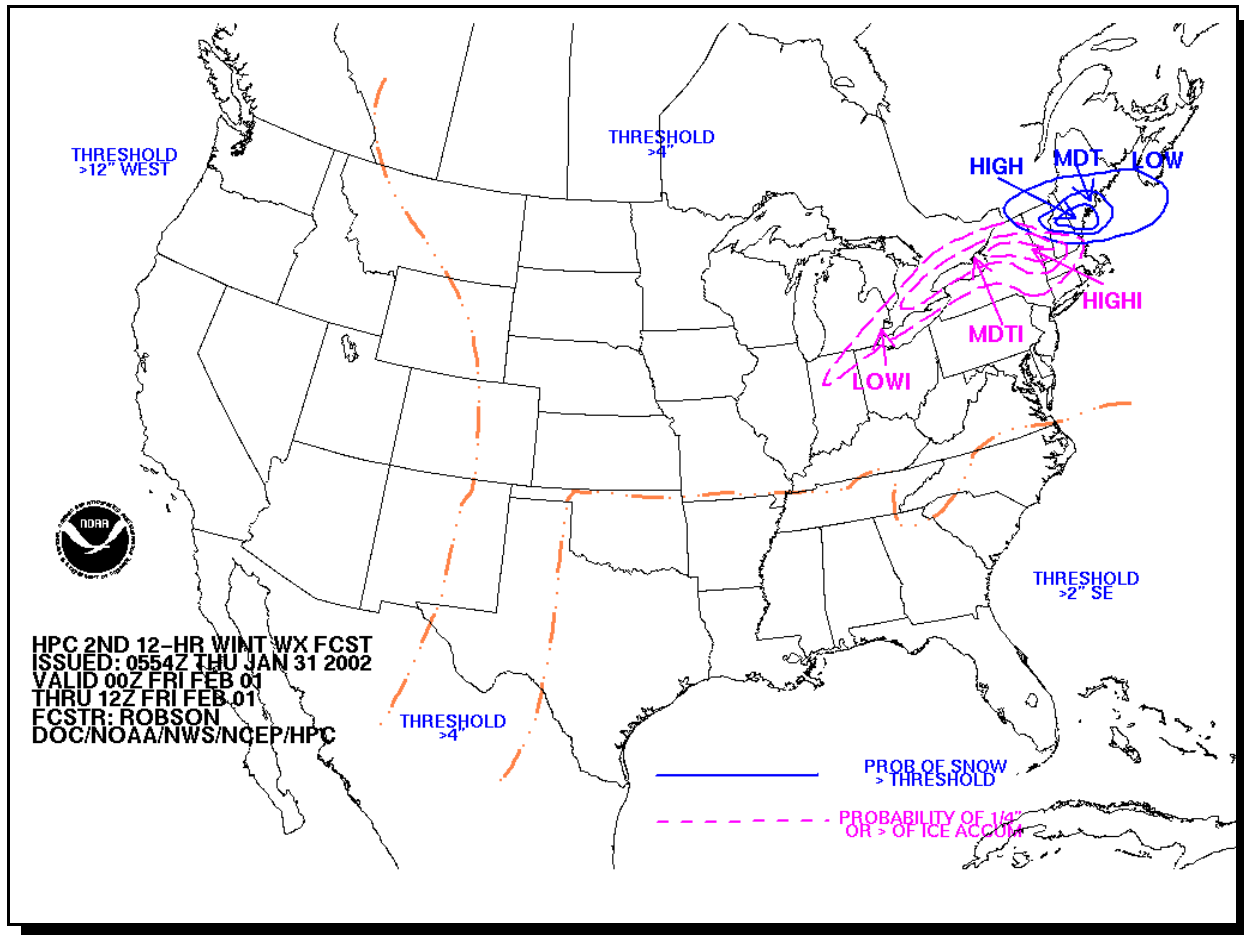 THRESHOLD
>12" WEST
THRESHOLD
>4"
HIGH
MDT
LOW
HIGHI
MDTI
LOWI
NOAA
THRESHOLD
>2" SE
HPC 2ND 12-HR WINT WX FCST
ISSUED: 0554Z THU JAN 31 2002
VALID 00Z FRI FEB 01
THRU 12Z FRI FEB 01
FCSTR: ROBSON
DOC/NOAA/NWS/NCEP/HPC
THRESHOLD
>4"
PROB OF SNOW
> THRESHOLD
PROBABILITY OF 1/4"
OR > OF ICE ACCUM